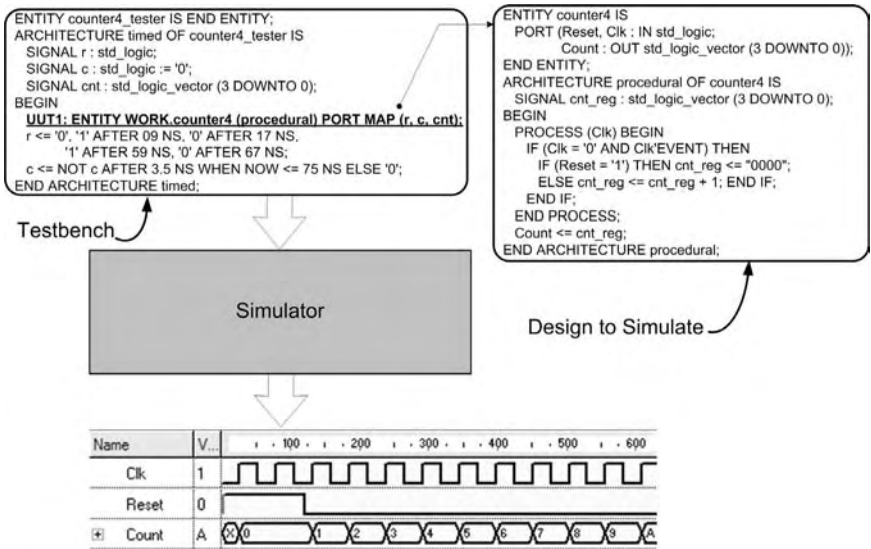 ENTITY counter4_tester IS END ENTITY;
ARCHITECTURE timed OF counter4_tester IS
SIGNAL r : std_logic;
SIGNAL c : std_logic := '0';
SIGNAL cnt : std_logic_vector (3 DOWNTO 0);
BEGIN
UUT1: ENTITY WORK.counter4 (procedural) PORT MAP (r, c, cnt);
r <= '0', '1' AFTER 09 NS, '0' AFTER 17 NS,
'1' AFTER 59 NS, '0' AFTER 67 NS;
c <= NOT c AFTER 3.5 NS WHEN NOW <= 75 NS ELSE '0';
END ARCHITECTURE timed;
Testbench
ENTITY counter4 IS
PORT (Reset, Clk : IN std_logic;
Count : OUT std_logic_vector (3 DOWNTO 0));
END ENTITY;
ARCHITECTURE procedural OF counter4 IS
SIGNAL cnt_reg : std_logic_vector (3 DOWNTO 0);
BEGIN
PROCESS (Clk) BEGIN
IF (Clk = '0' AND Clk'EVENT) THEN
IF (Reset = '1') THEN cnt_reg <= "0000";
ELSE cnt_reg <= cnt_reg + 1; END IF;
END IF;
END PROCESS;
Count <= cnt_reg;
END ARCHITECTURE procedural;
Design to Simulate
Simulator
Name V... 100 200 300 400 500 600
Clk 1
Reset 0
Count A X 0 1 2 3 4 5 6 7 8 9 A